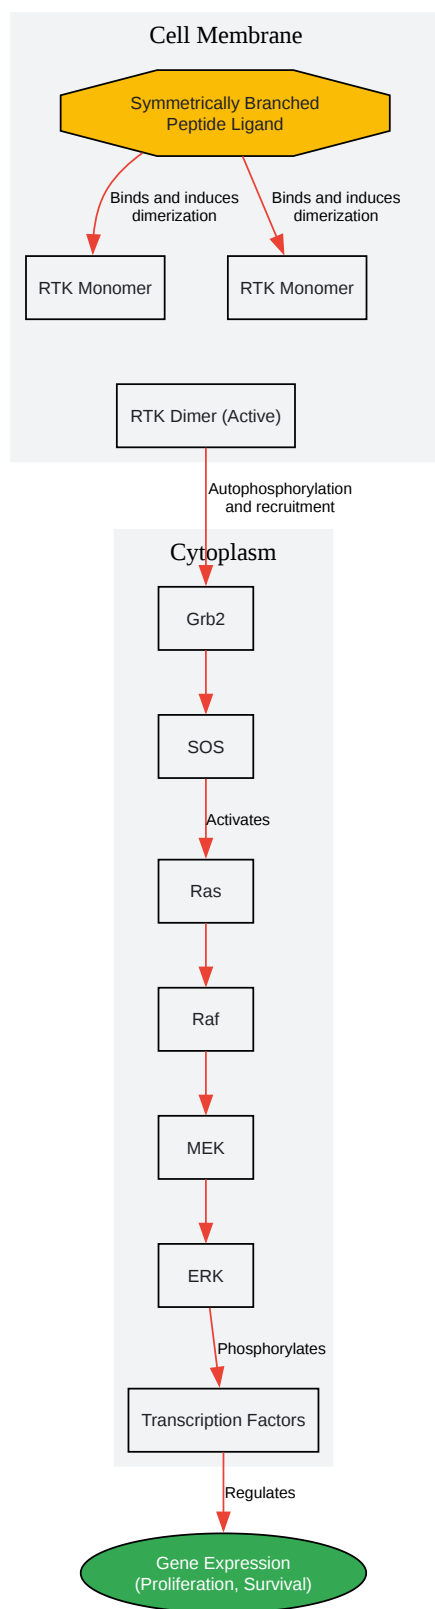 Cell Membrane
Symmetrically Branched
Peptide Ligand
Binds and induces
dimerization
Binds and induces
dimerization
RTK Monomer
RTK Monomer
RTK Dimer (Active)
Autophosphorylation
and recruitment
Cytoplasm
Grb2
SOS
Activates
Ras
Raf
MEK
ERK
Phosphorylates
Transcription Factors
Regulates
Gene Expression
(Proliferation, Survival)